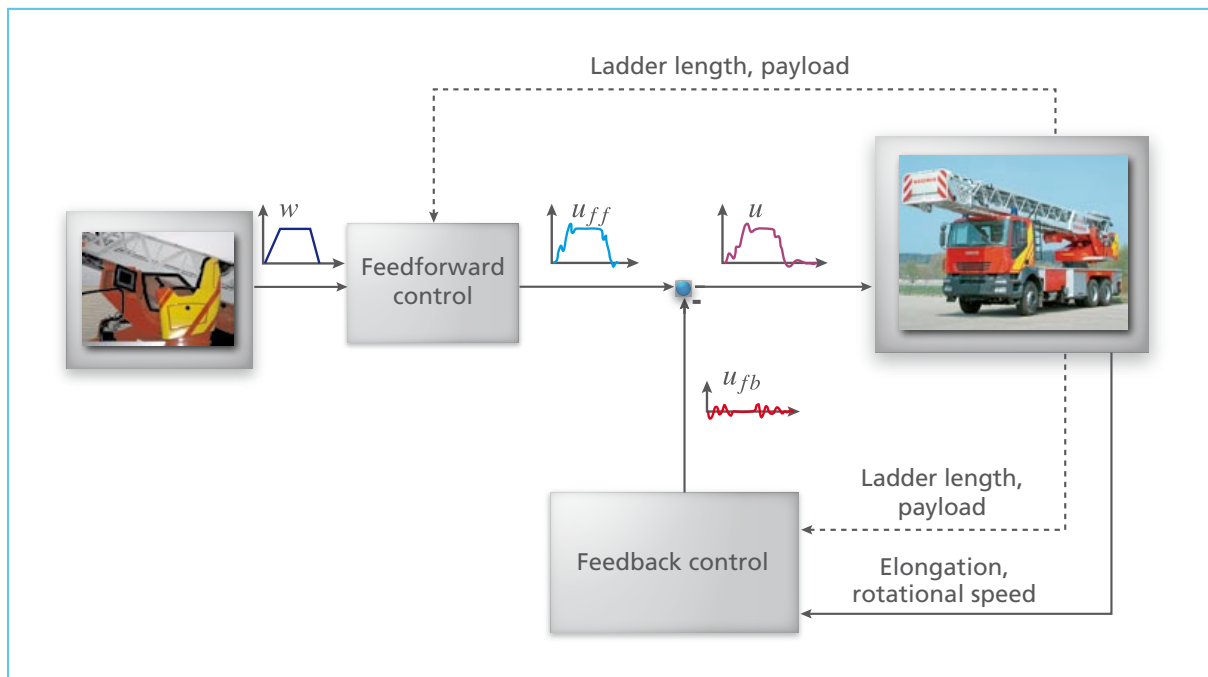 Ladder length, payload
w
u_ff
u
Feedforward
control
u_fb
Ladder length,
payload
Feedback control
Elongation,
rotational speed